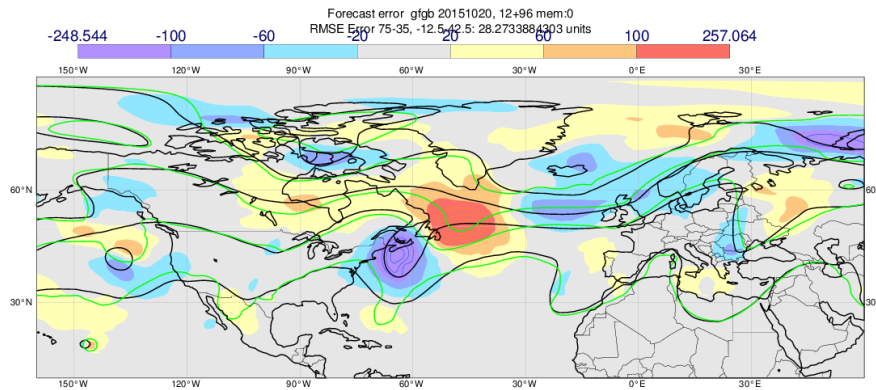 Forecast error gfgb 20151020, 12+96 mem:0
RMSE Error 75-35, -12.5-42.5: 28.2733884303 units
-248.544 -100 -60 -20 20 60 100 257.064
150°W 120°W 90°W 60°W 30°W 0°E 30°E
60°N 60°N
30°N 30
150°W 120°W 90°W 60°W 30°W 0°E 30°E